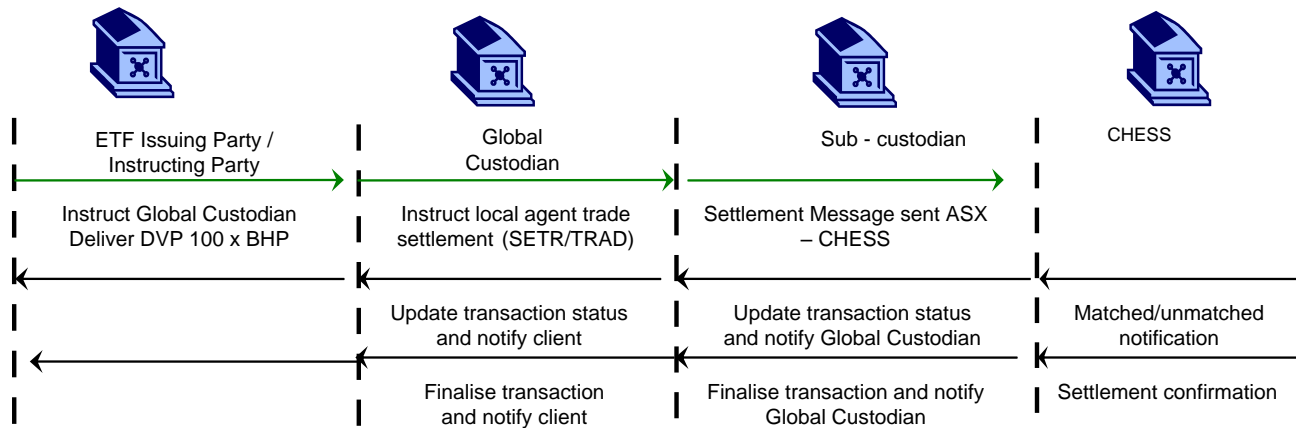 ETF Issuing Party /
Instructing Party
Global
Custodian
Sub - custodian
CHESS
Instruct Global Custodian
Deliver DVP 100 x BHP
Instruct local agent trade
settlement (SETR/TRAD)
Settlement Message sent ASX
– CHESS
Update transaction status
and notify client
Update transaction status
and notify Global Custodian
Matched/unmatched
notification
Finalise transaction
and notify client
Finalise transaction and notify
Global Custodian
Settlement confirmation